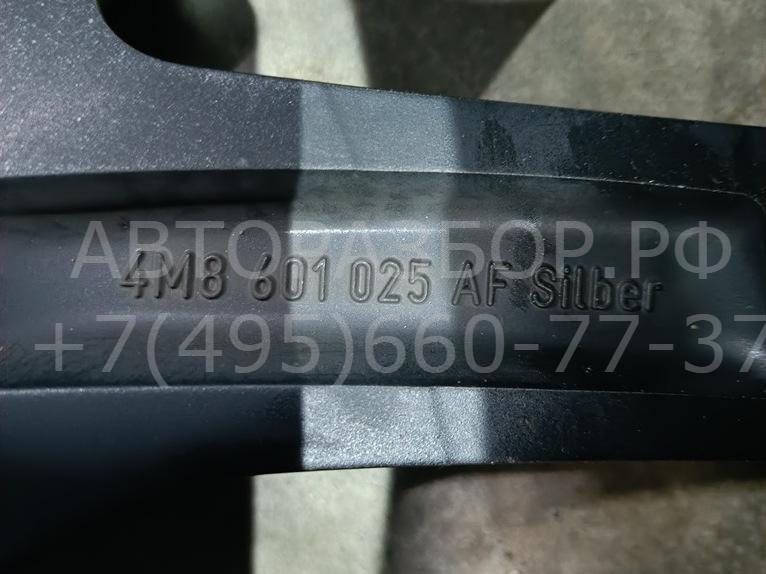 АВТОРАЗБОР.РФ
4M8 601 025 AF Silber
+7(495)660-77-37